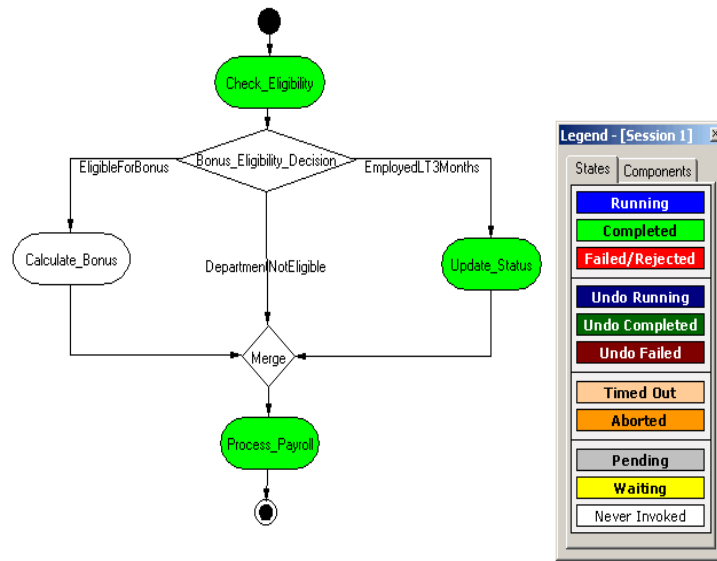 Check_Eligibility
Bonus_Eligibility_Decision
EligibleForBonus
EmployedLT3Months
Calculate_Bonus
DepartmentNotEligible
Update_Status
Merge
Process_Payroll
Legend - [Session 1]
States
Components
Running
Completed
Failed/Rejected
Undo Running
Undo Completed
Undo Failed
Timed Out
Aborted
Pending
Waiting
Never Invoked